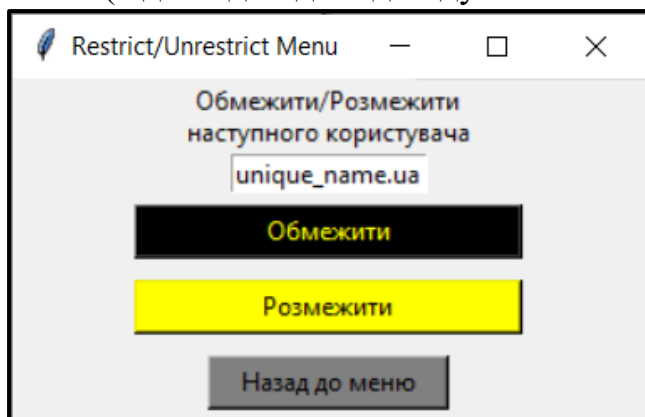 Restrict/Unrestrict Menu
Обмежити/Розмежити
наступного користувача
unique_name.ua
Обмежити
Розмежити
Назад до меню